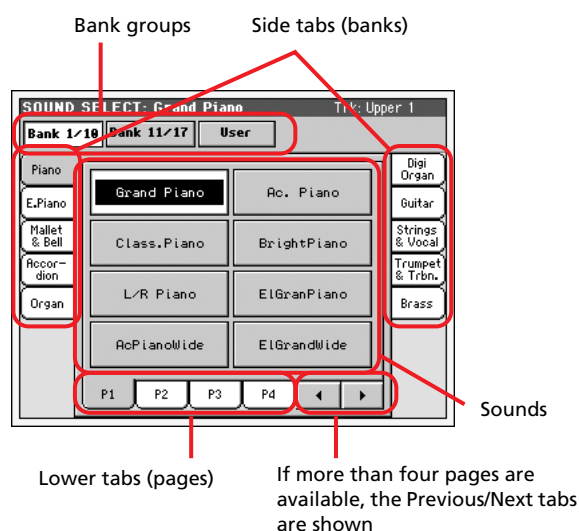 Bank groups
Side tabs (banks)
SOUND SELECT: Grand Piano
Trk: Upper 1
Bank 1/10
Bank 11/17
User
Piano
E.Piano
Mallet
& Bell
Accor-
dion
Organ
Grand Piano
Ac. Piano
Class.Piano
BrightPiano
L/R Piano
ElGranPiano
AcPianoWide
ElGrandWide
Digi
Organ
Guitar
Strings
& Vocal
Trumpet
& Trbn.
Brass
P1
P2
P3
P4
Sounds
Lower tabs (pages)
If more than four pages are
available, the Previous/Next tabs
are shown